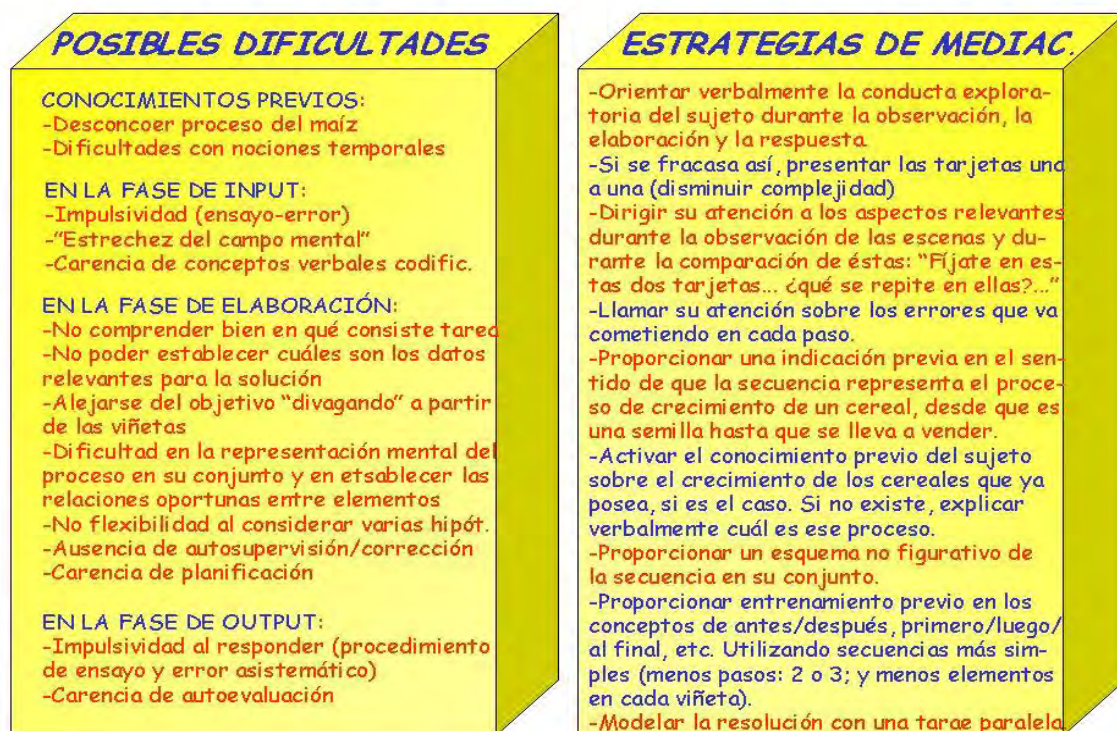 POSIBLES DIFICULTADES
CONOCIMIENTOS PREVIOS:
-Desconcoer proceso del maíz
-Dificultades con nociones temporales
EN LA FASE DE INPUT:
-Impulsividad (ensayo-error)
-"Estrechez del campo mental"
-Carencia de conceptos verbales codific.
EN LA FASE DE ELABORACIÓN:
-No comprender bien en qué consiste tarea
-No poder establecer cuáles son los datos
relevantes para la solución
-Alejarse del objetivo "divagando" a partir
de las viñetas
-Dificultad en la representación mental del
proceso en su conjunto y en etsablecer las
relaciones oportunas entre elementos
-No flexibilidad al considerar varias hipót.
-Ausencia de autosupervisión/corrección
-Carencia de planificación
EN LA FASE DE OUTPUT:
-Impulsividad al responder (procedimiento
de ensayo y error asistemático)
-Carencia de autoevaluación
ESTRATEGIAS DE MEDIAC.
-Orientar verbalmente la conducta explora-
toria del sujeto durante la observación, la
elaboración y la respuesta
-Si se fracasa así, presentar las tarjetas una
a una (disminuir complejidad)
-Dirigir su atención a los aspectos relevantes
durante la observación de las escenas y du-
rante la comparación de éstas: "Fíjate en es-
tas dos tarjetas... ¿qué se repite en ellas?..."
-Llamar su atención sobre los errores que va
cometiendo en cada paso.
-Proporcionar una indicación previa en el sen-
tido de que la secuencia representa el proce-
so de crecimiento de un cereal, desde que es
una semilla hasta que se lleva a vender.
-Activar el conocimiento previo del sujeto
sobre el crecimiento de los cereales que ya
posea, si es el caso. Si no existe, explicar
verbalmente cuál es ese proceso.
-Proporcionar un esquema no figurativo de
la secuencia en su conjunto.
-Proporcionar entrenamiento previo en los
conceptos de antes/después, primero/luego/
al final, etc. Utilizando secuencias más sim-
ples (menos pasos: 2 o 3; y menos elementos
en cada viñeta).
-Modelar la resolución con una tarae paralela